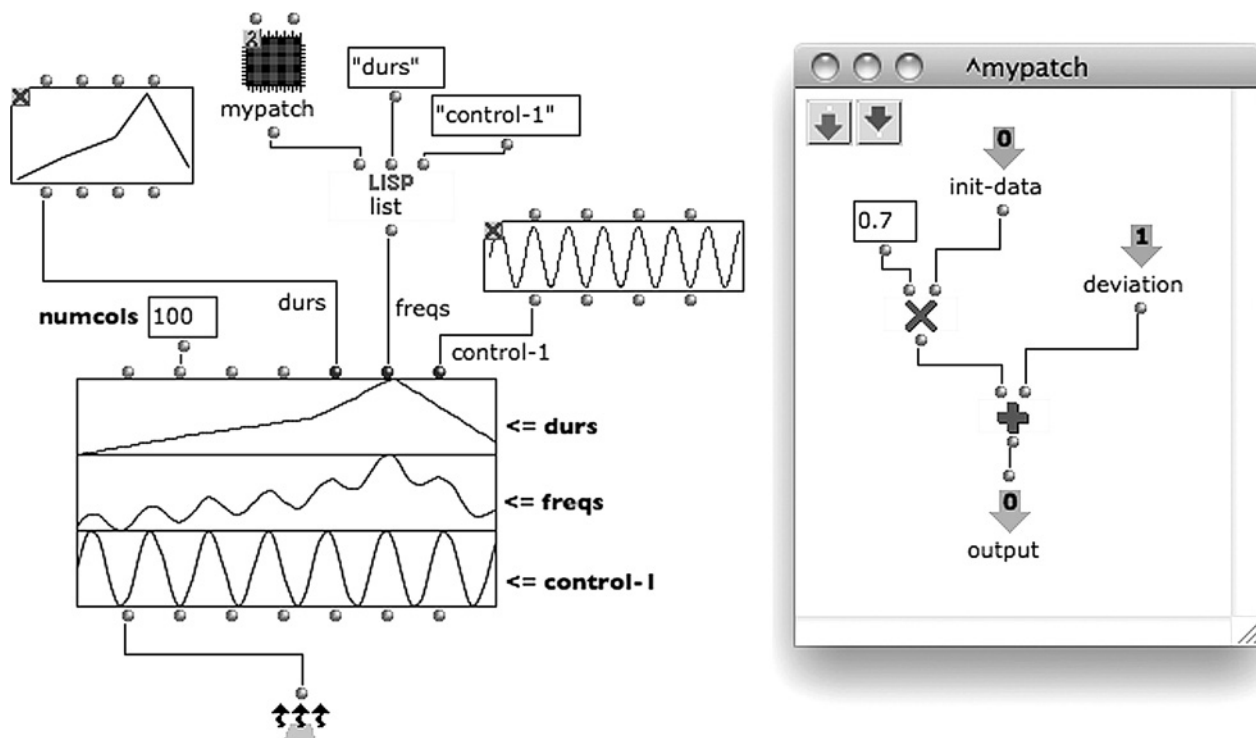 mypatch
"durs"
"control-1"
LISP
list
numcols
100
durs
freqs
control-1
<= durs
<= freqs
<= control-1
^mypatch
0
init-data
0.7
1
deviation
0
output